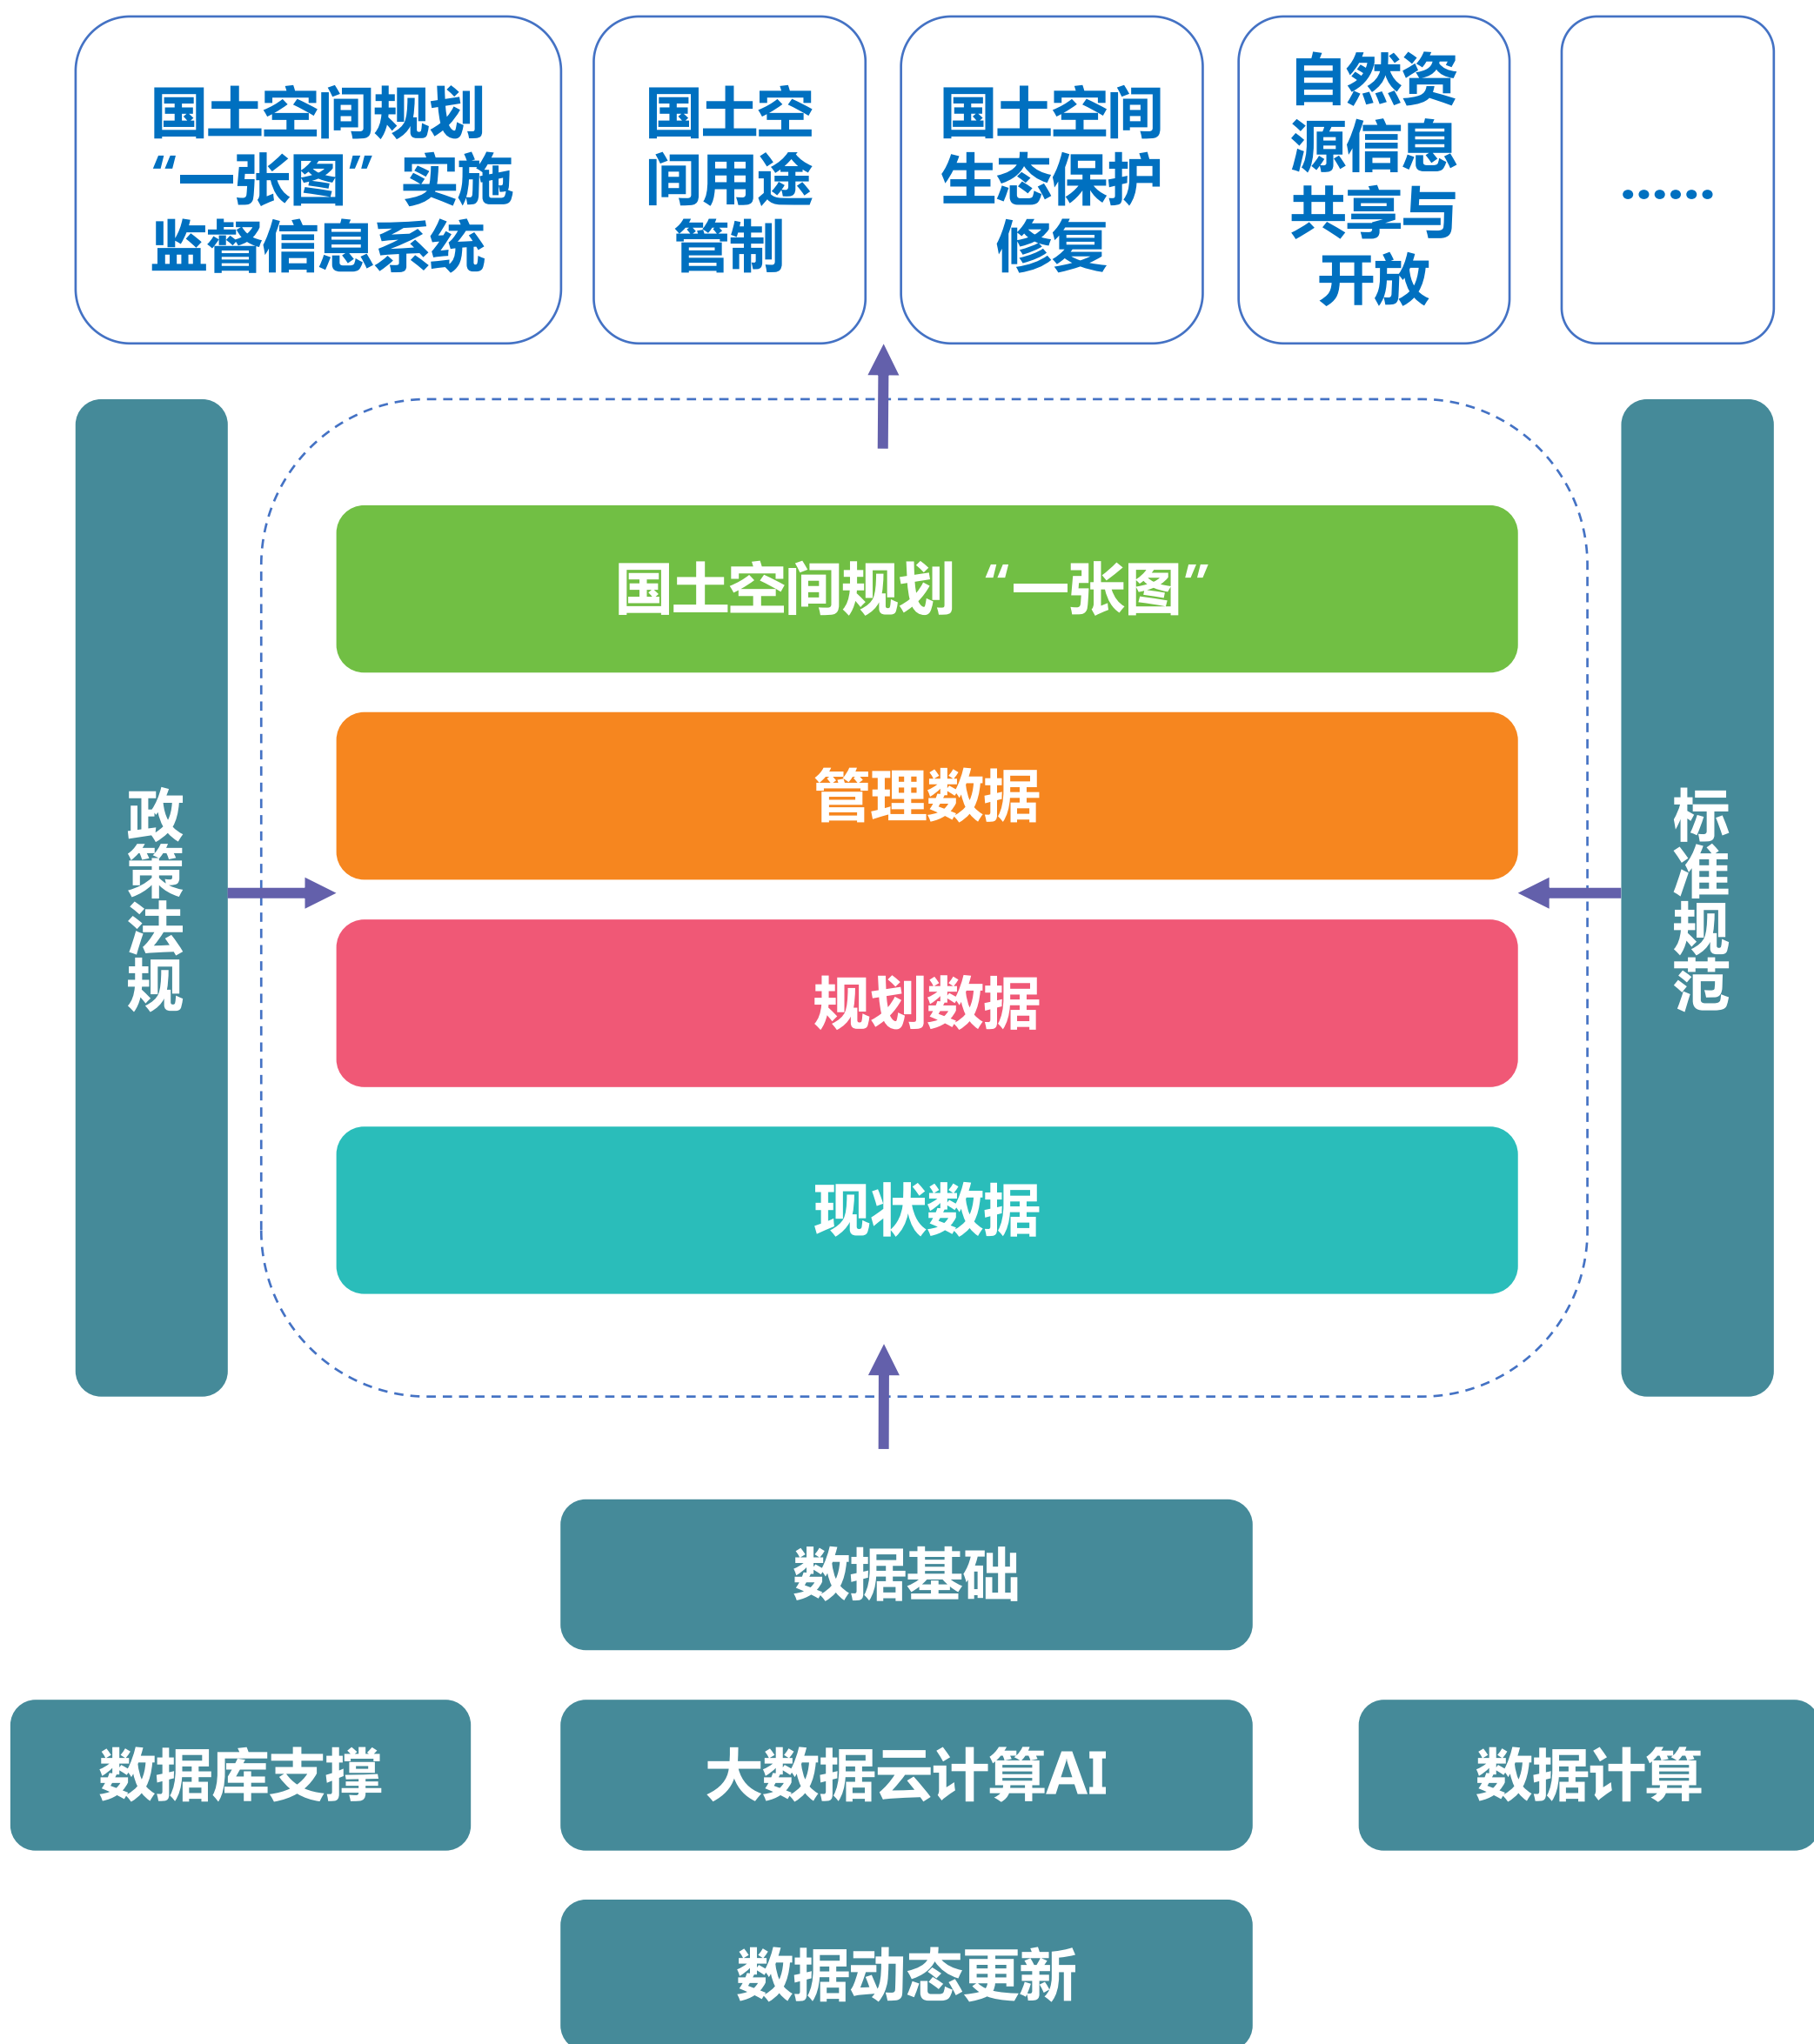 国土空间规划
“一张图”实施
监督信息系统
国土空
间用途
管制
国土空间
生态保护
修复
自然资
源信息
共享与
开放
······
政策法规
国土空间规划“一张图”
管理数据
规划数据
现状数据
标准规范
数据基础
数据库支撑
大数据云计算AI
数据计算
数据动态更新